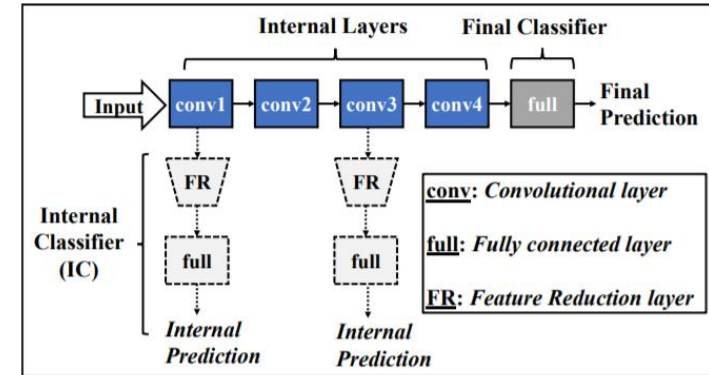 Internal Layers
Final Classifier
Input
conv1
conv2
conv3
conv4
full
Final
Prediction
Internal
Classifier
(IC)
FR
FR
full
full
Internal
Prediction
Internal
Prediction
conv: Convolutional layer
full: Fully connected layer
FR: Feature Reduction layer